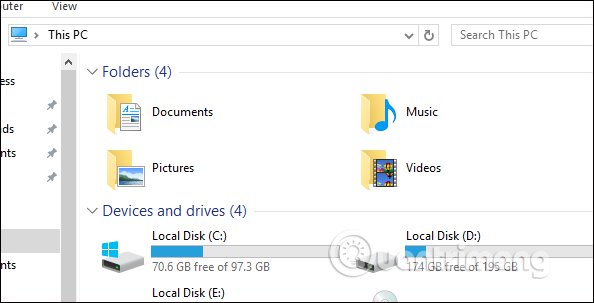 uter View
This PC
Search This PC
Folders (4)
ess
Documents
Music
ds
nts
Pictures
Videos
Devices and drives (4)
Local Disk (C:)
Local Disk (D:)
70.6 GB free of 97.3 GB
174 GB free of 195 GB
nts
Local Disk (E:)
Quantrimang